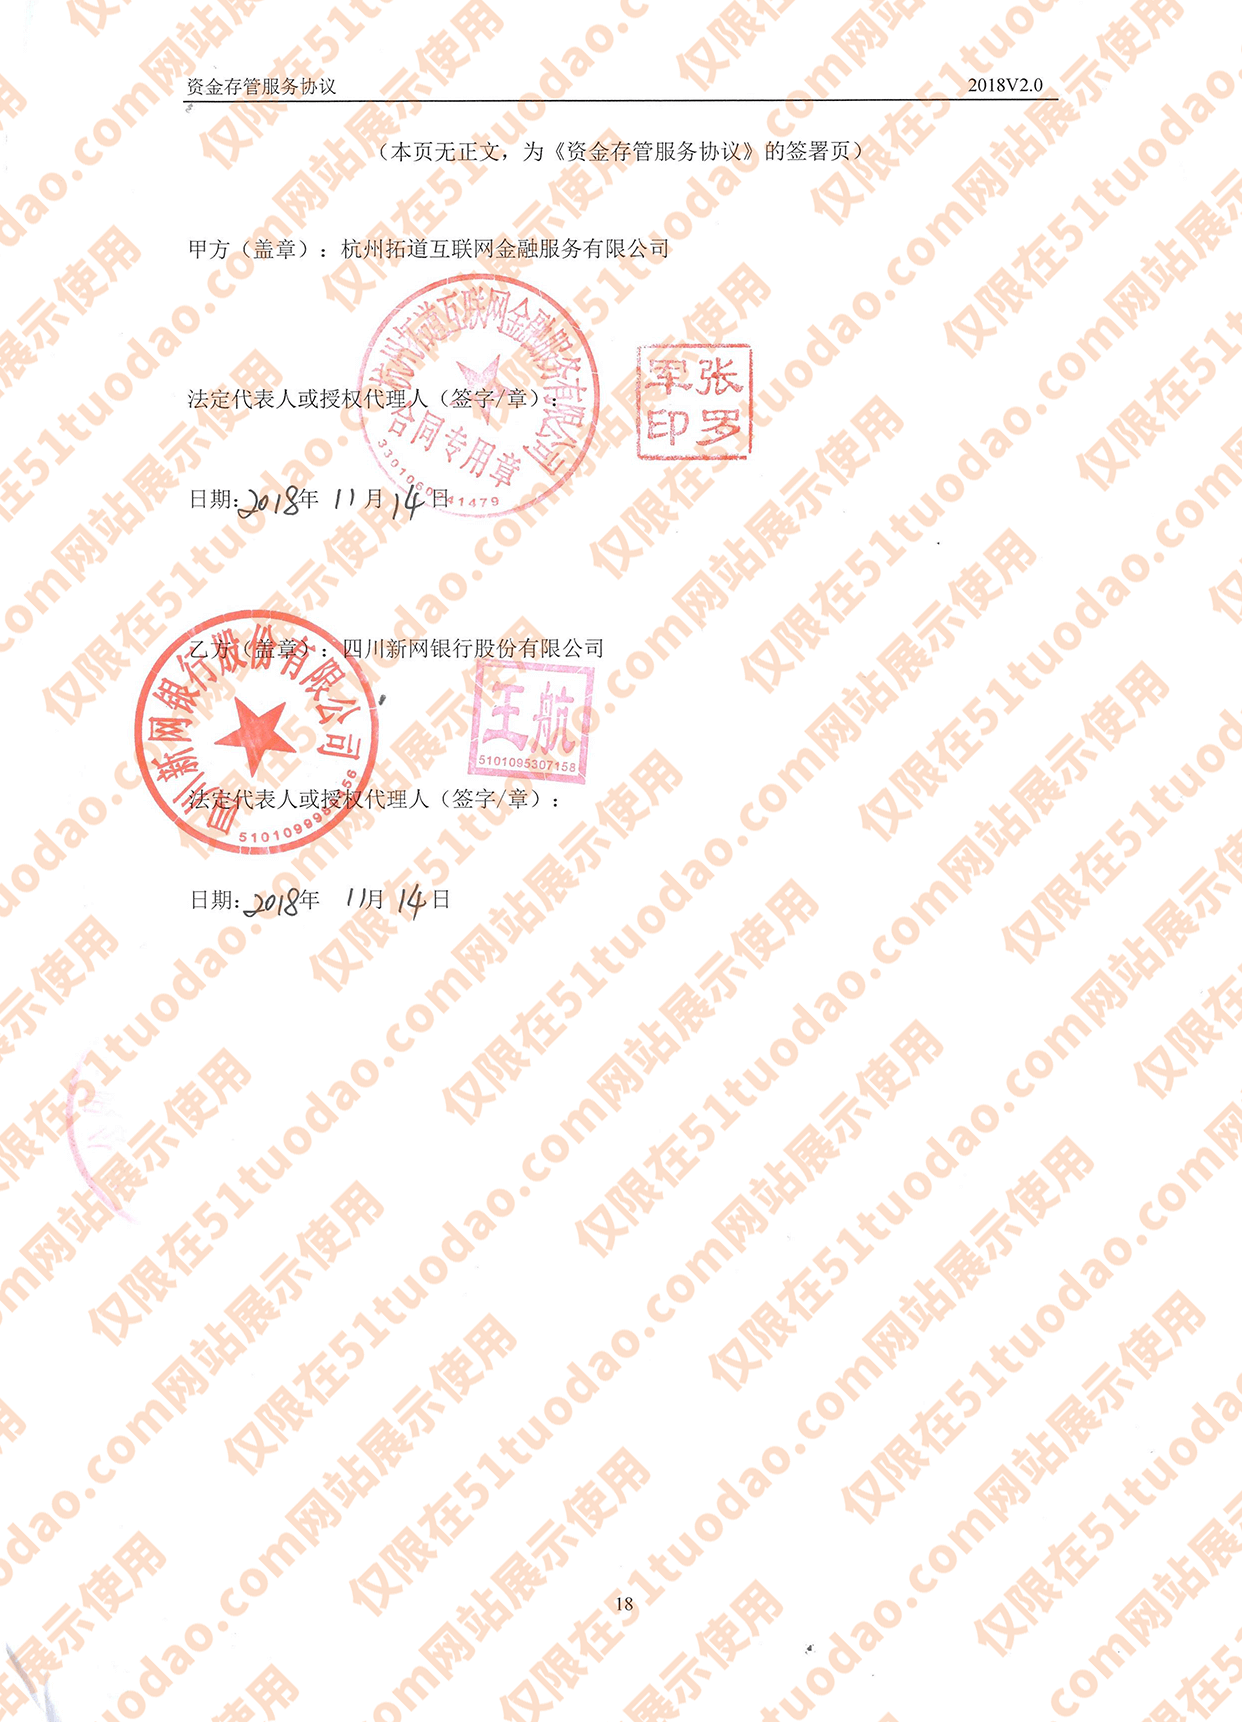 资金存管服务协议 2018V2.0
（本页无正文，为《资金存管服务协议》的签署页）
甲方（盖章）：杭州拓道互联网金融服务有限公司
杭州拓道互联网金融服务有限公司
合同专用章
3301060241479
法定代表人或授权代理人（签字/章）：
张罗军印
日期：2018年 11月 14日
乙方（盖章）：四川新网银行股份有限公司
四川新网银行股份有限公司
王航
5101095307158
法定代表人或授权代理人（签字/章）：
日期：2018年 11月 14日
18
仅限在51tuodao.com网站展示使用